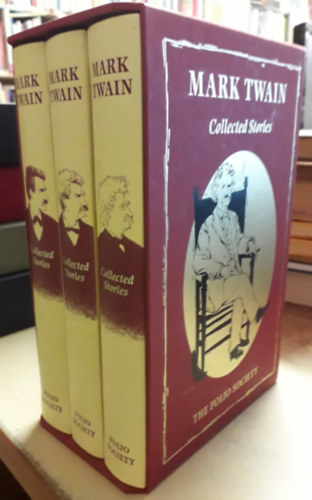 MARK
TWAIN
Collected
Stories
FOLIO
SOCIETY
MARK
TWAIN
Collected
Stories
FOLIO
SOCIETY
MARK
TWAIN
Collected
Stories
FOLIO
SOCIETY
MARK TWAIN
Collected Stories
THE FOLIO SOCIETY